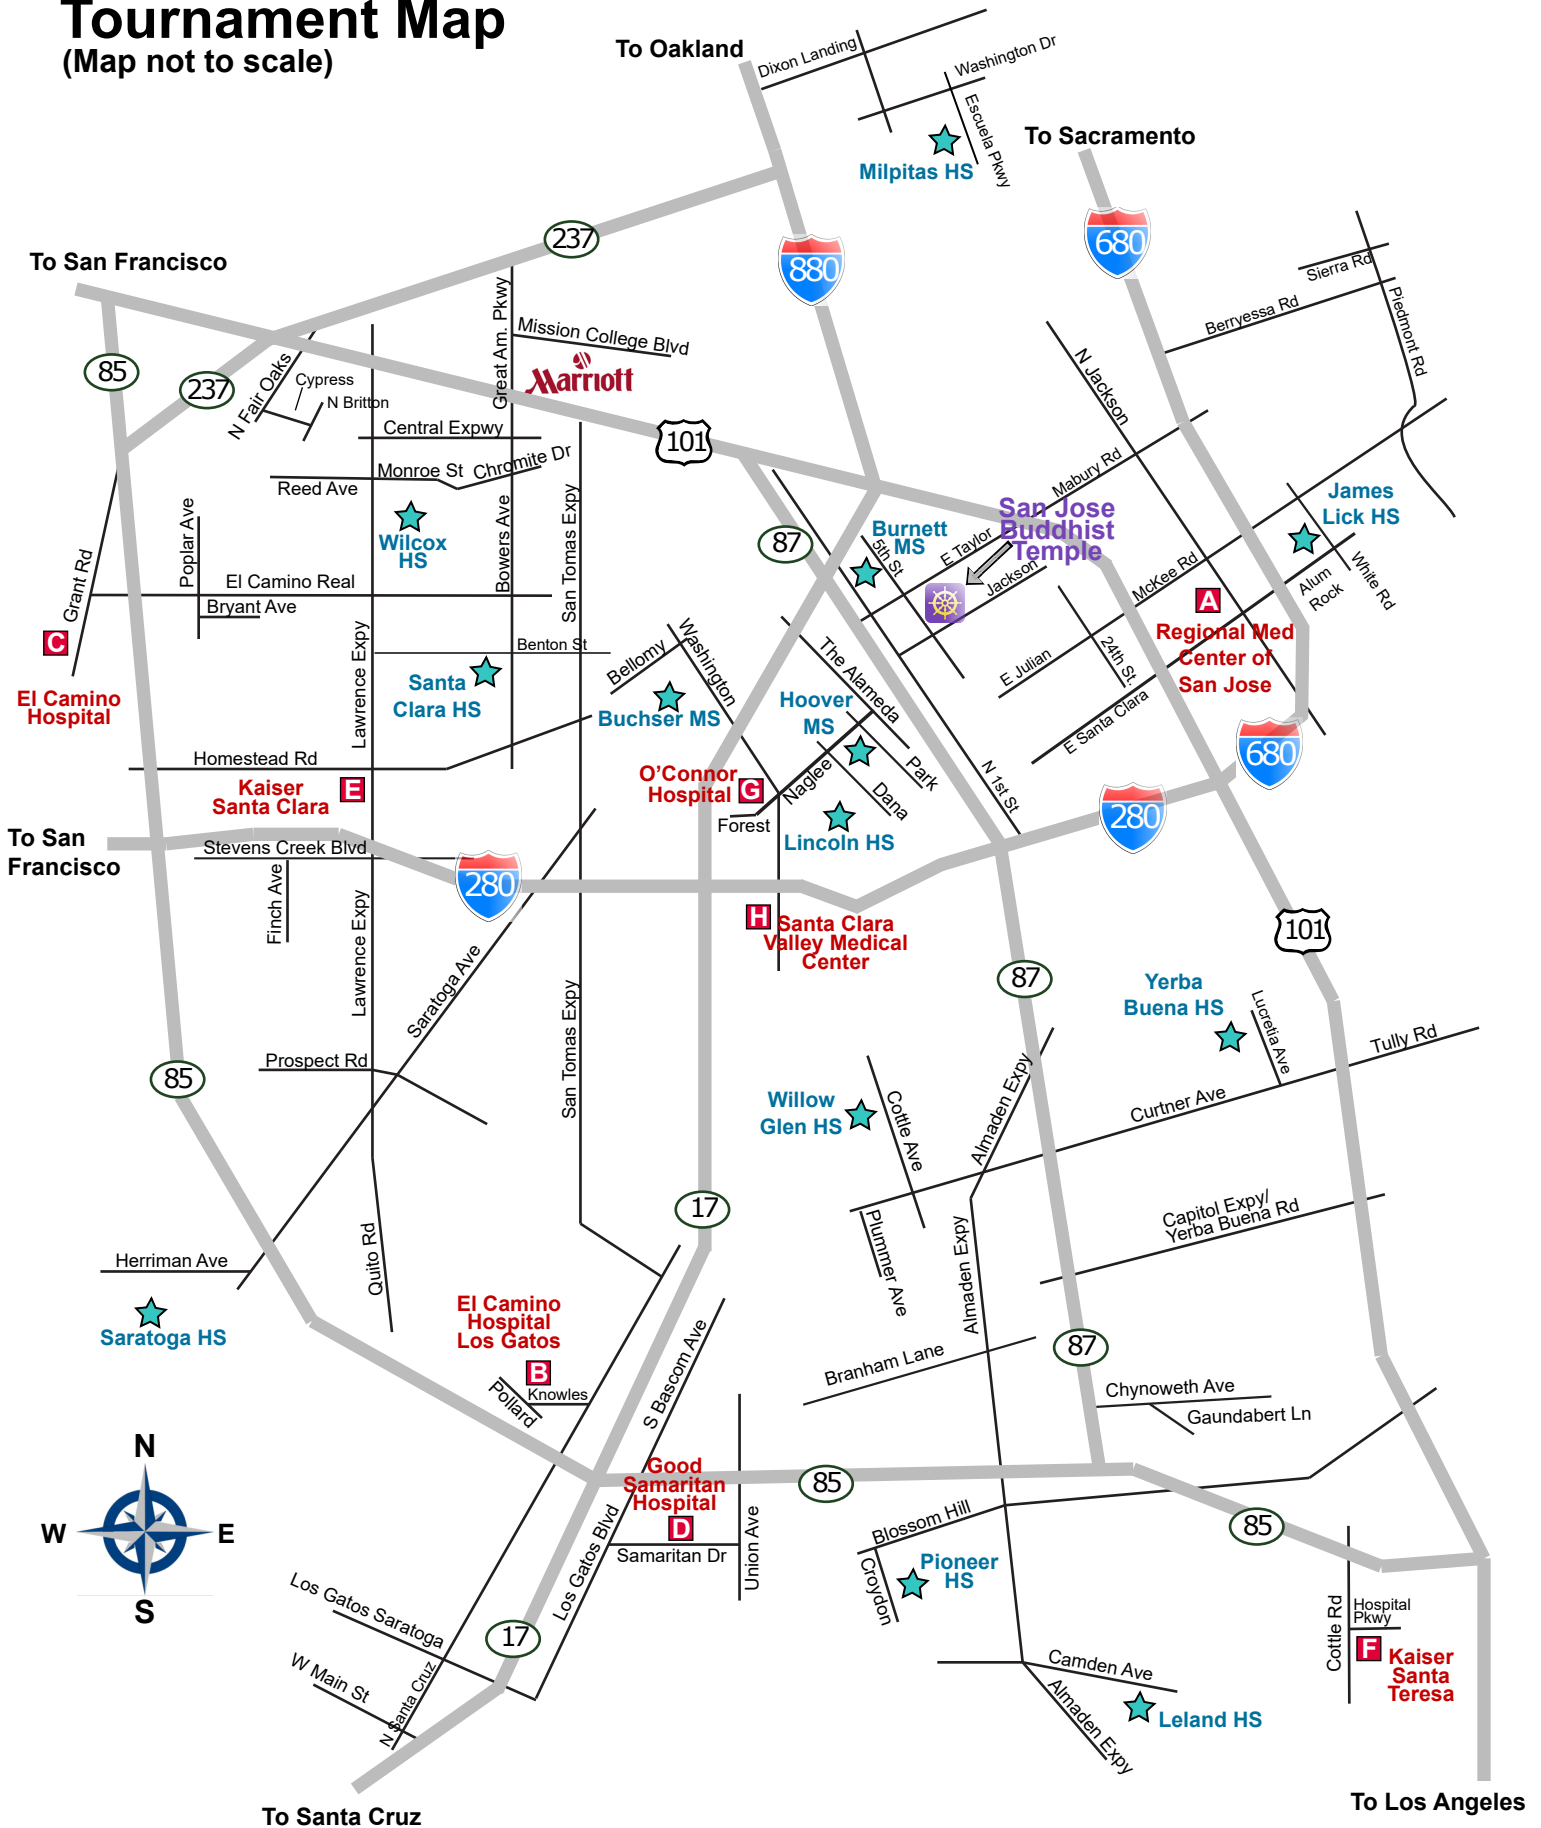 Tournament Map
(Map not to scale)
To Oakland
Dixon Landing
Washington Dr
Escuela Pkwy
Milpitas HS
To Sacramento
680
237
880
To San Francisco
Sierra Rd
Piedmont Rd
Berryessa Rd
Great Am. Pkwy
Mission College Blvd
Marriott
85
237
N Fair Oaks
Cypress
N Britton
N Jackson
Central Expwy
101
Monroe St
Chromite Dr
Reed Ave
Mabury Rd
San Jose
Buddhist
Temple
James
Lick HS
Poplar Ave
Wilcox
HS
Bowers Ave
San Tomas Expy
87
Burnett
MS
5th St
E Taylor
Jackson
McKee Rd
Alum
Rock
White Rd
Grant Rd
El Camino Real
Bryant Ave
A
Regional Med
Center of
San Jose
C
El Camino
Hospital
Lawrence Expy
Benton St
Santa
Clara HS
Bellomy
Washington
Buchser MS
The Alameda
Hoover
MS
E Julian
24th St.
E Santa Clara
Homestead Rd
Kaiser
Santa Clara
E
O'Connor
Hospital
G
Naglee
Park
Dana
N 1st St
680
280
Forest
Lincoln HS
To San
Francisco
Stevens Creek Blvd
280
Finch Ave
Lawrence Expy
H
Santa Clara
Valley Medical
Center
101
87
Saratoga Ave
San Tomas Expy
Yerba
Buena HS
Lucretia Ave
Tully Rd
Prospect Rd
85
Willow
Glen HS
Cottle Ave
Almaden Expy
Curtner Ave
17
Plummer Ave
Almaden Expy
Capitol Expy/
Yerba Buena Rd
Herriman Ave
Quito Rd
Saratoga HS
El Camino
Hospital
Los Gatos
B
Pollard
Knowles
S Bascom Ave
Branham Lane
87
Chynoweth Ave
Gaundabert Ln
N
W
E
S
Good
Samaritan
Hospital
D
Samaritan Dr
Union Ave
85
85
Los Gatos Blvd
Blossom Hill
Croydon
Pioneer
HS
Los Gatos Saratoga
W Main St
N Santa Cruz
17
Cottle Rd
Hospital
Pkwy
F
Kaiser
Santa
Teresa
Camden Ave
Almaden Expy
Leland HS
To Santa Cruz
To Los Angeles